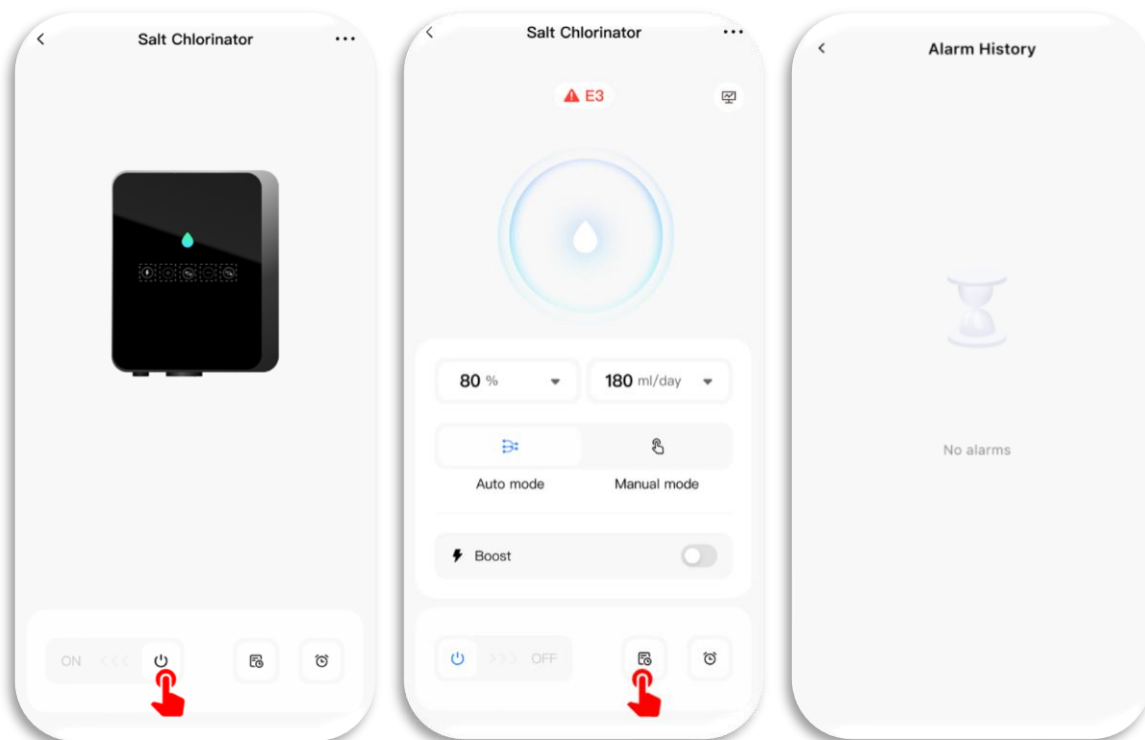 Salt Chlorinator
ON <<<
Salt Chlorinator
E3
80 %
180 ml/day
Auto mode
Manual mode
Boost
>>> OFF
Alarm History
No alarms